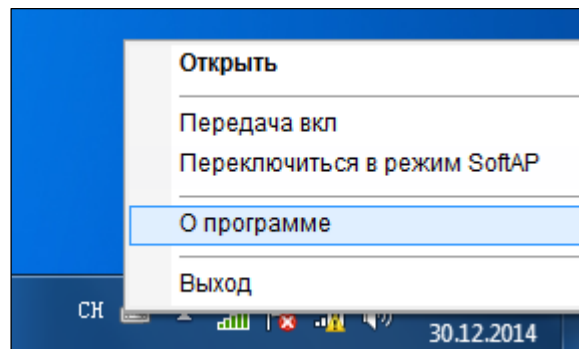 Открыть
Передача вкл
Переключиться в режим SoftAP
О программе
Выход
CH
30.12.2014